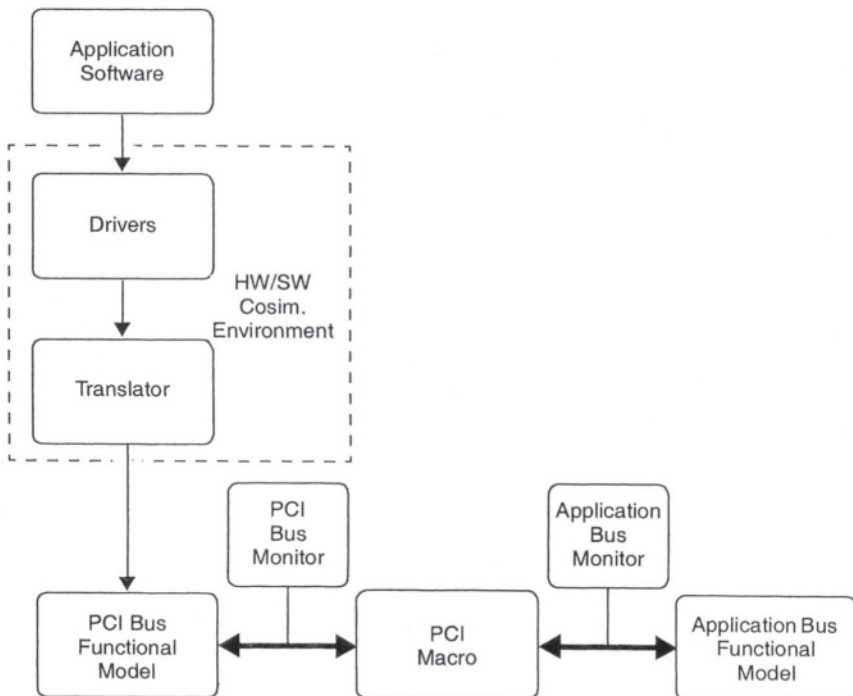 Application
Software
Drivers
HW/SW
Cosim.
Environment
Translator
PCI
Bus
Monitor
Application
Bus
Monitor
PCI Bus
Functional
Model
PCI
Macro
Application Bus
Functional
Model